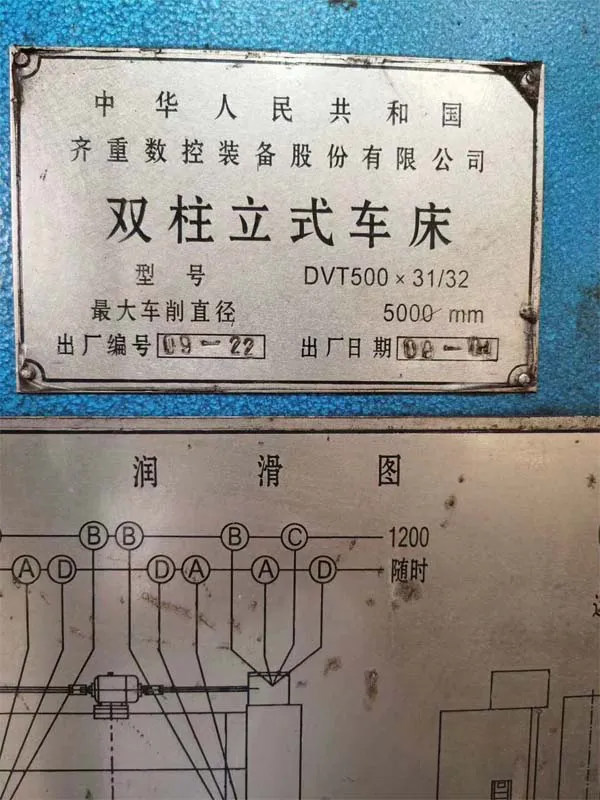 中华人民共和国
齐重数控装备股份有限公司
双柱立式车床
型号 DVT500×31/32
最大车削直径 5000 mm
出厂编号 09-22 出厂日期
润滑图
B B B C 1200
A D D A A D 随时